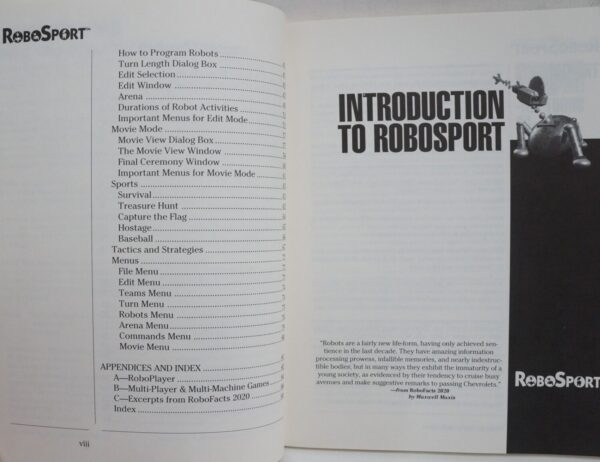 ROBOSPORT™
How to Program Robots
Turn Length Dialog Box
Edit Selection
Edit Window
Arena
Durations of Robot Activities
Important Menus for Edit Mode
Movie Mode
Movie View Dialog Box
The Movie View Window
Final Ceremony Window
Important Menus for Movie Mode
Sports
Survival
Treasure Hunt
Capture the Flag
Hostage
Baseball
Tactics and Strategies
Menus
File Menu
Edit Menu
Teams Menu
Turn Menu
Robots Menu
Arena Menu
Commands Menu
Movie Menu
APPENDICES AND INDEX
A—RoboPlayer
B—Multi-Player & Multi-Machine Games
C—Excerpts from RoboFacts 2020
Index
viii
INTRODUCTION
TO ROBOSPORT
"Robots are a fairly new life-form, having only achieved sen-
tience in the last decade. They have amazing information
processing prowess, infallible memories, and nearly indestruc-
tible bodies, but in many ways they exhibit the immaturity of a
young society, as evidenced by their tendency to cruise busy
avenues and make suggestive remarks to passing Chevrolets."
—from RoboFacts 2020
by Maxwell Maxis
ROBOSPORT